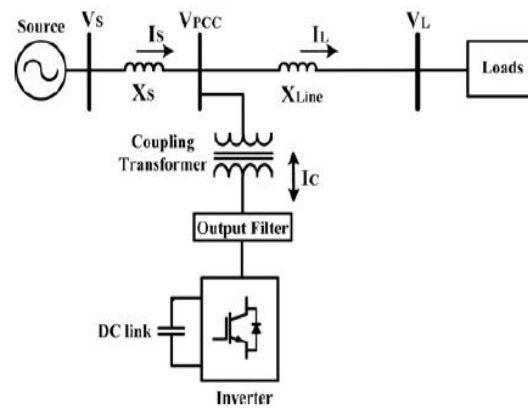 Source
VS
IS
VPCC
IL
VL
XS
XLine
Loads
Coupling
Transformer
IC
Output Filter
DC link
Inverter